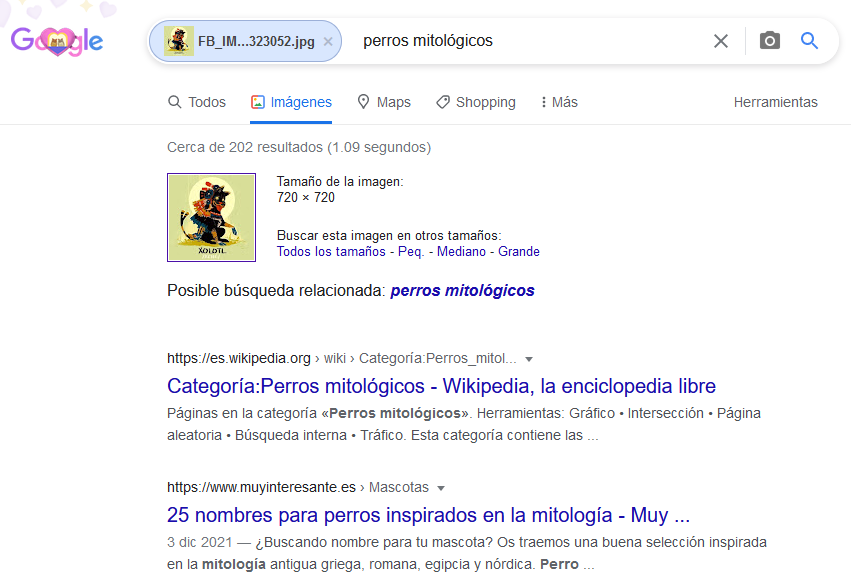 Google
FB_IM...323052.jpg × perros mitológicos
Todos Imágenes Maps Shopping Más Herramientas
Cerca de 202 resultados (1.09 segundos)
XOLOTL
Tamaño de la imagen:
720 × 720
Buscar esta imagen en otros tamaños:
Todos los tamaños - Peq. - Mediano - Grande
Posible búsqueda relacionada: perros mitológicos
https://es.wikipedia.org › wiki › Categoría:Perros_mitol...
Categoría:Perros mitológicos - Wikipedia, la enciclopedia libre
Páginas en la categoría «Perros mitológicos». Herramientas: Gráfico • Intersección • Página
aleatoria • Búsqueda interna • Tráfico. Esta categoría contiene las ...
https://www.muyinteresante.es › Mascotas
25 nombres para perros inspirados en la mitología - Muy ...
3 dic 2021 — ¿Buscando nombre para tu mascota? Os traemos una buena selección inspirada
en la mitología antigua griega, romana, egipcia y nórdica. Perro ...